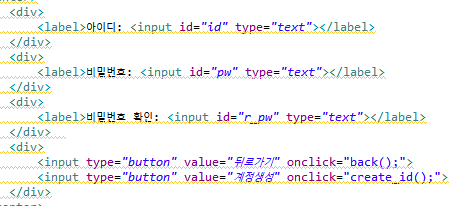 <div>
<label>아이디: <input id="id" type="text"></label>
</div>
<div>
<label>비밀번호: <input id="pw" type="text"></label>
</div>
<div>
<label>비밀번호 확인: <input id="r_pw" type="text"></label>
</div>
<div>
<input type="button" value="뒤로가기" onclick="back();">
<input type="button" value="계정생성" onclick="create_id();">
</div>